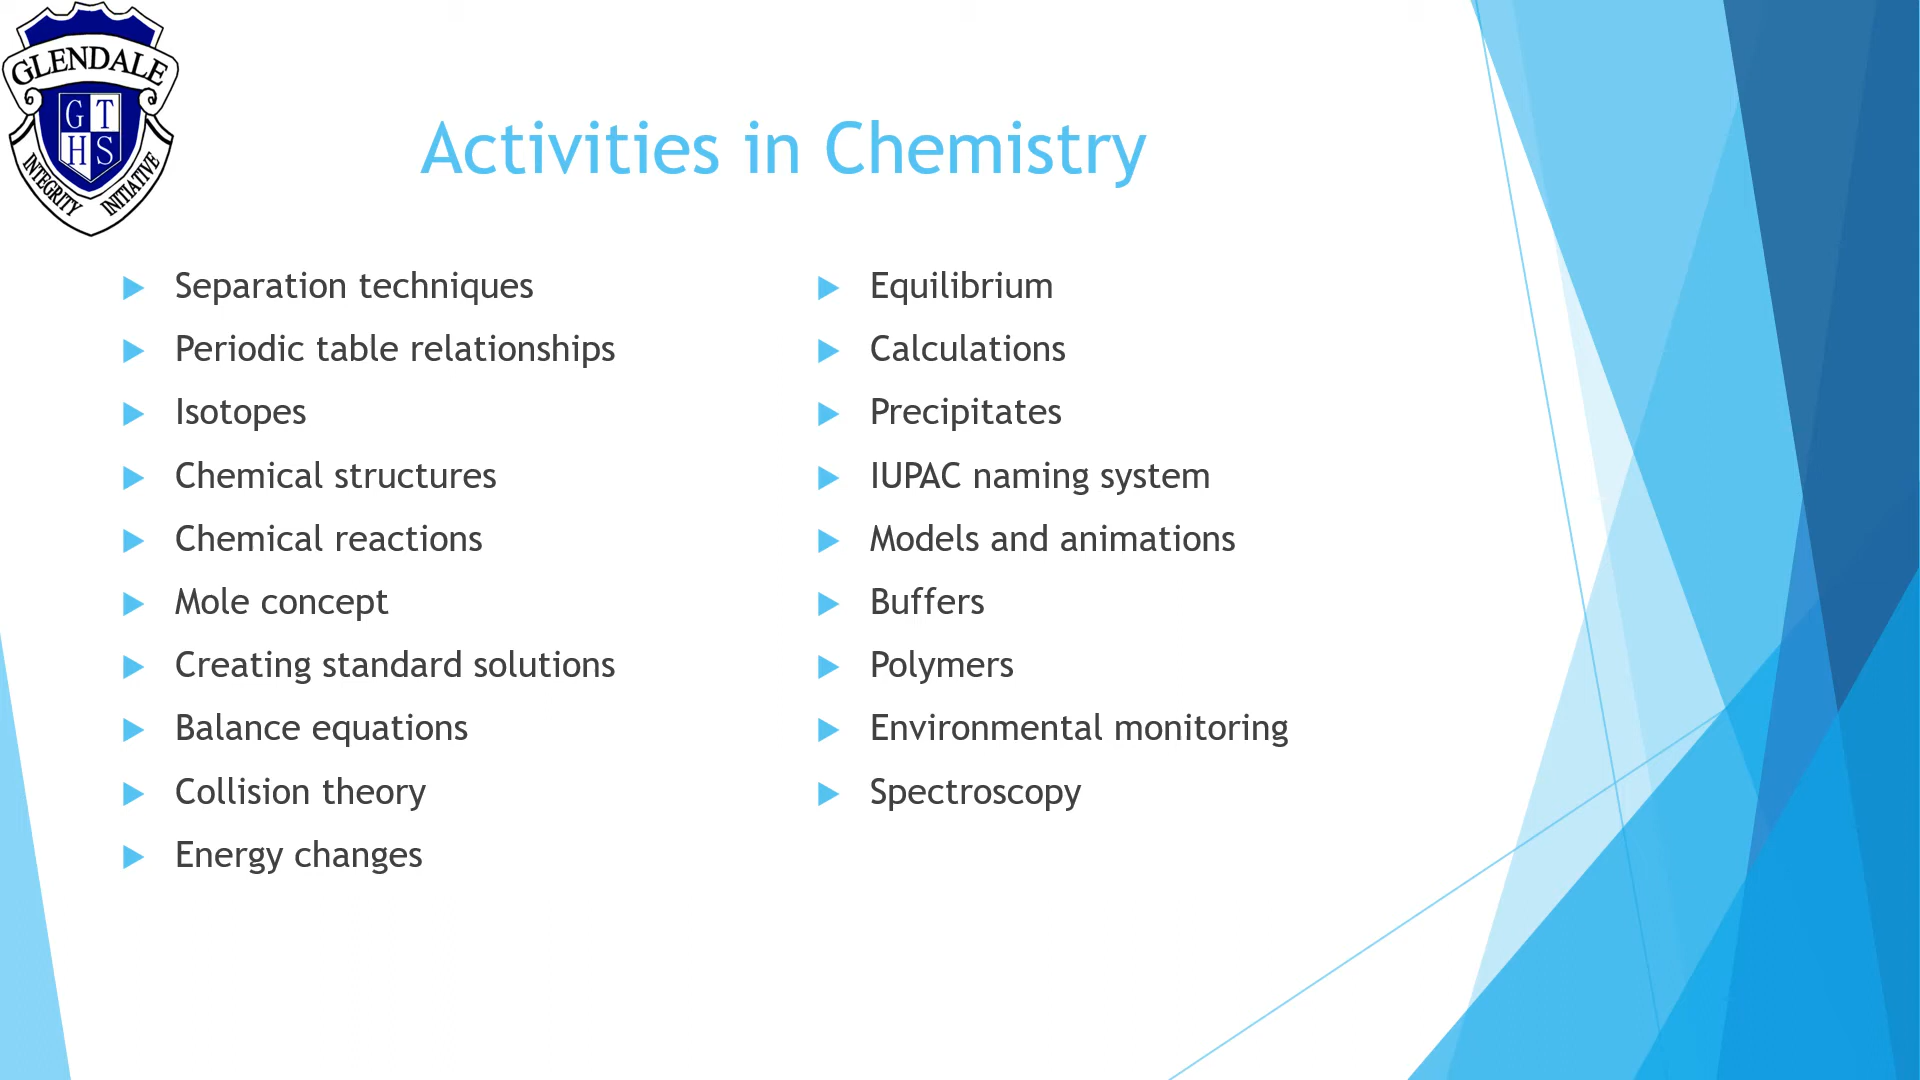 GLENDALE
G T
H S
INTEGRITY INITIATIVE
Activities in Chemistry
Separation techniques
Periodic table relationships
Isotopes
Chemical structures
Chemical reactions
Mole concept
Creating standard solutions
Balance equations
Collision theory
Energy changes
Equilibrium
Calculations
Precipitates
IUPAC naming system
Models and animations
Buffers
Polymers
Environmental monitoring
Spectroscopy